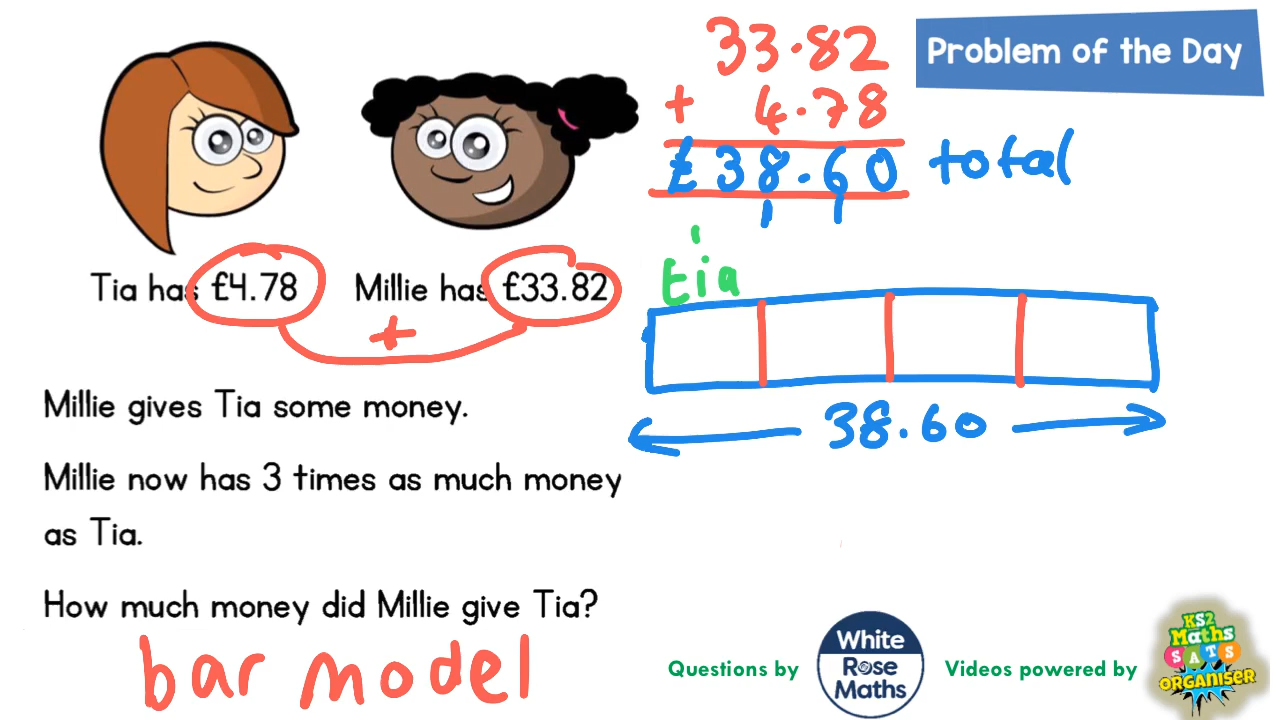 Problem of the Day
33.82
+ 4.78
£38.60 total
1 1
Tia has £4.78
Millie has £33.82
+
Millie gives Tia some money.
Millie now has 3 times as much money
as Tia.
How much money did Millie give Tia?
bar model
tia
38.60
Questions by
White
Rose
Maths
Videos powered by
KS2
Maths
SATS
ORGANISER